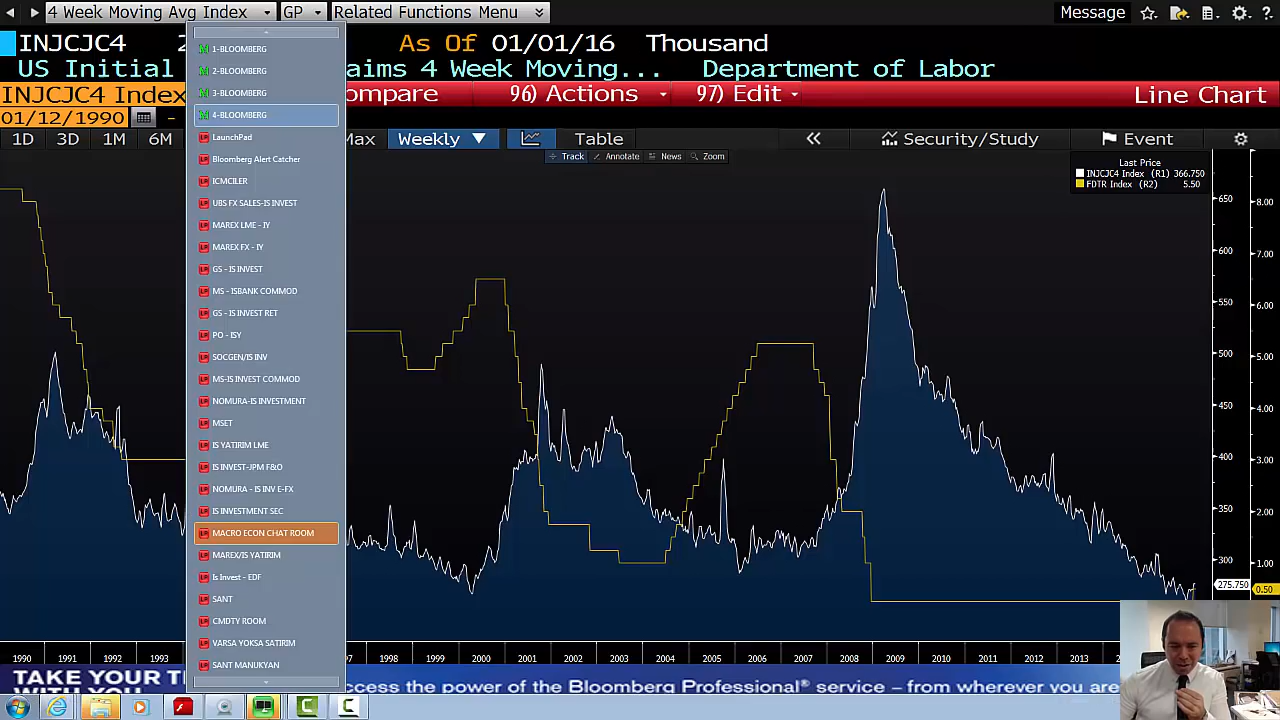 4 Week Moving Avg Index
GP
Related Functions Menu
Message
INJCJC4
As Of 01/01/16 Thousand
US Initial
aims 4 Week Moving...
Department of Labor
INJCJC4 Index
ompare
96) Actions
97) Edit
Line Chart
01/12/1990
-
1D
3D
1M
6M
Max
Weekly
Table
«
Security/Study
Event
Track
Annotate
News
Zoom
Last Price
INJCJC4 Index (R1) 366.750
FDTR Index (R2) 5.50
1-BLOOMBERG
2-BLOOMBERG
3-BLOOMBERG
4-BLOOMBERG
LaunchPad
Bloomberg Alert Catcher
ICMCILER
UBS FX SALES-IS INVEST
MAREX LME - IY
MAREX FX - IY
GS - IS INVEST
MS - ISBANK COMMOD
GS - IS INVEST RET
PO - ISY
SOCGEN/IS INV
MS-IS INVEST COMMOD
NOMURA-IS INVESTMENT
MSET
IS YATIRIM LME
IS INVEST-JPM F&O
NOMURA - IS INV E-FX
IS INVESTMENT SEC
MACRO ECON CHAT ROOM
MAREX/IS YATIRIM
Is Invest - EDF
SANT
CMDTY ROOM
VARSA YOKSA SATIRIM
SANT MANUKYAN
650
600
550
500
450
400
350
300
275.750
8.00
7.00
6.00
5.00
4.00
3.00
2.00
1.00
0.50
1990
1991
1992
1993
1998
1999
2000
2001
2002
2003
2004
2005
2006
2007
2008
2009
2010
2011
2012
2013
TAKE YOUR T
ccess the power of the Bloomberg Professional® service – from wherever you are